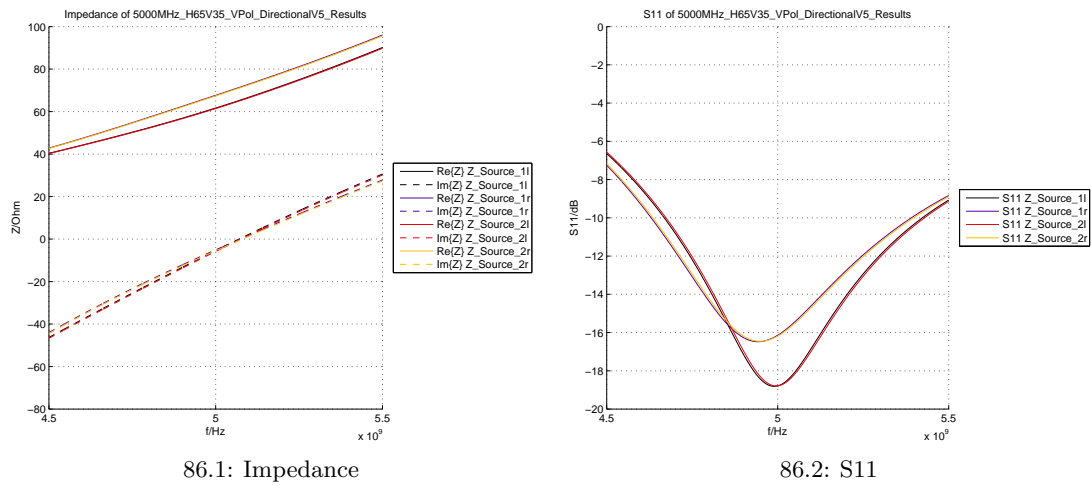 Impedance of 5000MHz_H65V35_VPol_DirectionalV5_Results
100
80
60
40
20
0
−20
−40
−60
−80
Z/Ohm
4.5
5
5.5
f/Hz
x 10^9
Re{Z} Z_Source_1l
Im{Z} Z_Source_1l
Re{Z} Z_Source_1r
Im{Z} Z_Source_1r
Re{Z} Z_Source_2l
Im{Z} Z_Source_2l
Re{Z} Z_Source_2r
Im{Z} Z_Source_2r
86.1: Impedance
S11 of 5000MHz_H65V35_VPol_DirectionalV5_Results
0
−2
−4
−6
−8
−10
−12
−14
−16
−18
−20
S11/dB
4.5
5
5.5
f/Hz
x 10^9
S11 Z_Source_1l
S11 Z_Source_1r
S11 Z_Source_2l
S11 Z_Source_2r
86.2: S11